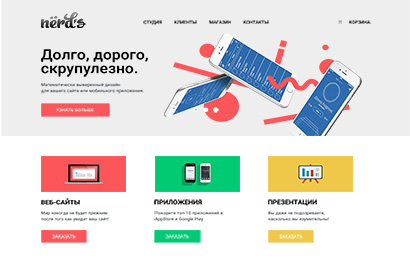 nёrd's
СТУДИЯ КЛИЕНТЫ МАГАЗИН КОНТАКТЫ КОРЗИНА
Долго, дорого,
скрупулезно.
Математически выверенный дизайн
для вашего сайта или мобильного приложения.
УЗНАТЬ БОЛЬШЕ
ВЕБ-САЙТЫ ПРИЛОЖЕНИЯ ПРЕЗЕНТАЦИИ
Мир никогда не будет прежним Покорите топ 10 приложений в Вы даже не подозреваете,
после того как увидит ваш сайт! AppStore и Google Play насколько вы изумительны!
ЗАКАЗАТЬ ЗАКАЗАТЬ ЗАКАЗАТЬ